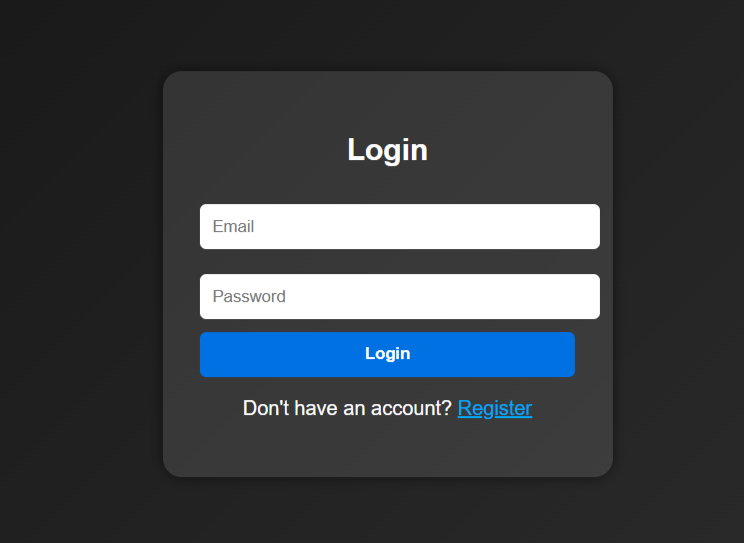 Login
Email
Password
Login
Don't have an account? Register